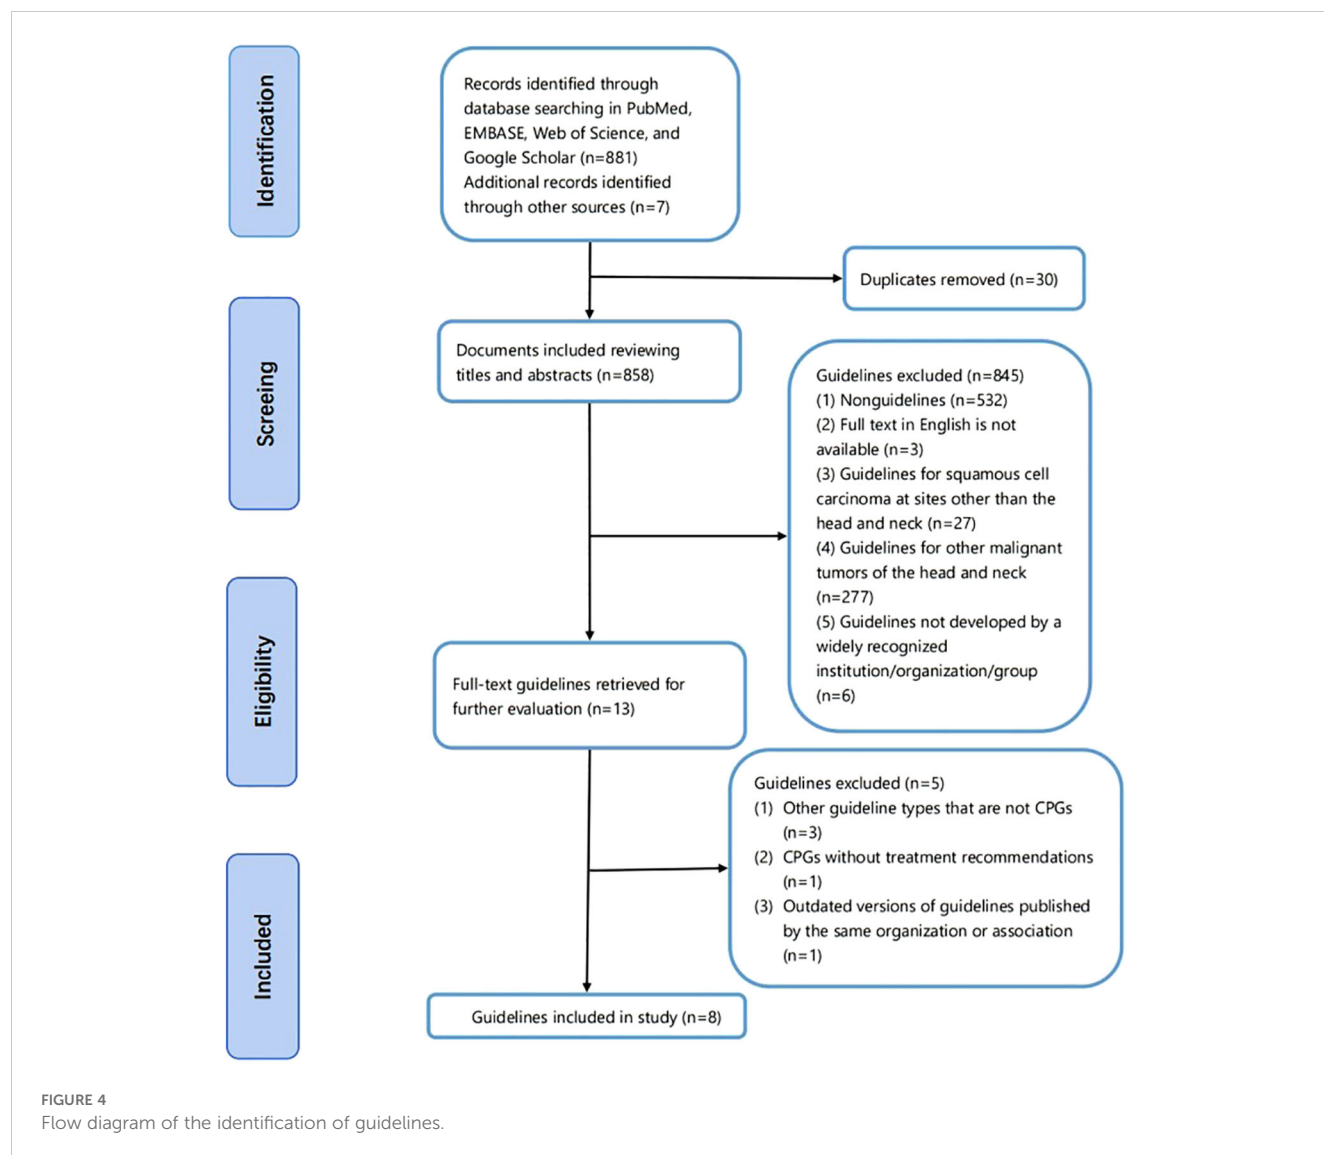 Identification
Records identified through
database searching in PubMed,
EMBASE, Web of Science, and
Google Scholar (n=881)
Additional records identified
through other sources (n=7)
Duplicates removed (n=30)
Screeing
Documents included reviewing
titles and abstracts (n=858)
Guidelines excluded (n=845)
(1) Nonguidelines (n=532)
(2) Full text in English is not
available (n=3)
(3) Guidelines for squamous cell
carcinoma at sites other than the
head and neck (n=27)
(4) Guidelines for other malignant
tumors of the head and neck
(n=277)
(5) Guidelines not developed by a
widely recognized
institution/organization/group
(n=6)
Eligibility
Full-text guidelines retrieved for
further evaluation (n=13)
Guidelines excluded (n=5)
(1) Other guideline types that are not CPGs
(n=3)
(2) CPGs without treatment recommendations
(n=1)
(3) Outdated versions of guidelines published
by the same organization or association
(n=1)
Included
Guidelines included in study (n=8)
FIGURE 4
Flow diagram of the identification of guidelines.